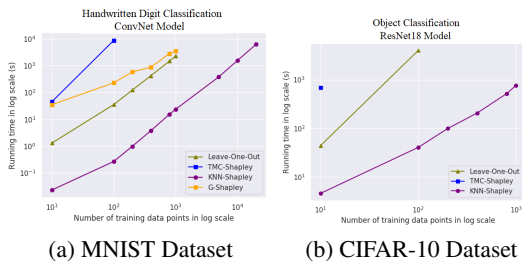 Handwritten Digit Classification
ConvNet Model
10⁴
10³
10²
10¹
10⁰
10⁻¹
Running time in log scale (s)
Leave-One-Out
TMC-Shapley
KNN-Shapley
G-Shapley
10¹
10²
10³
10⁴
Number of training data points in log scale
(a) MNIST Dataset
Object Classification
ResNet18 Model
10³
10²
10¹
Running time in log scale (s)
Leave-One-Out
TMC-Shapley
KNN-Shapley
10¹
10²
10³
Number of training data points in log scale
(b) CIFAR-10 Dataset